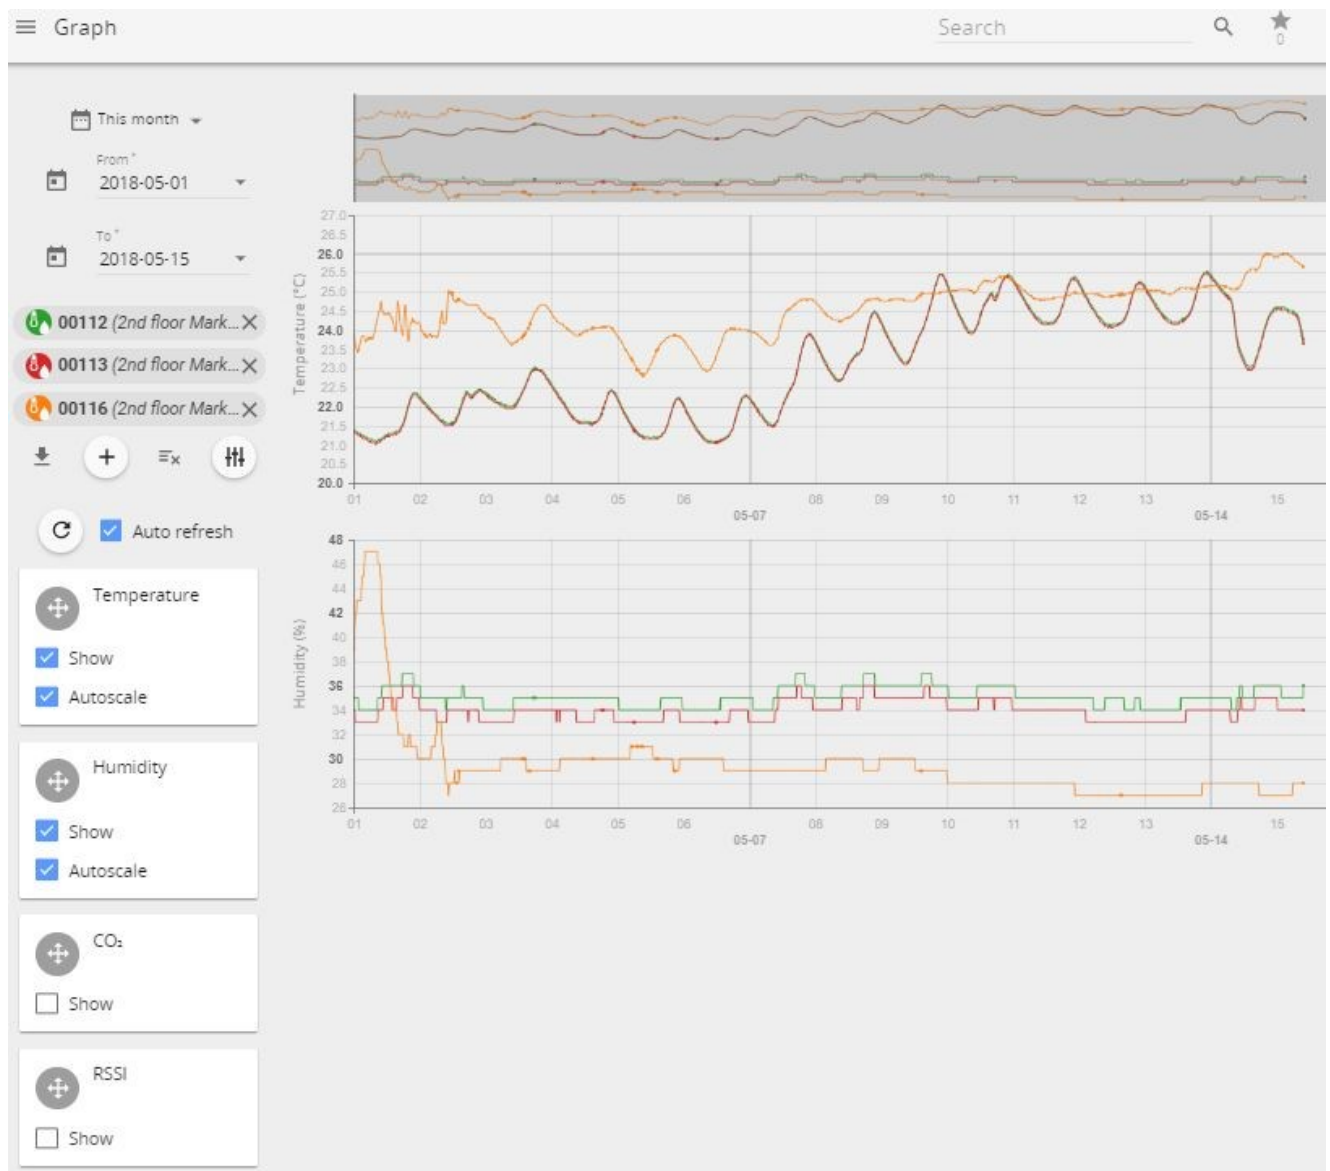 Graph
Search
0
This month
From *
2018-05-01
To *
2018-05-15
00112 (2nd floor Mark...
00113 (2nd floor Mark...
00116 (2nd floor Mark...
Auto refresh
Temperature
Show
Autoscale
Humidity
Show
Autoscale
CO₂
Show
RSSI
Show
Temperature (°C)
27.0
26.5
26.0
25.5
25.0
24.5
24.0
23.5
23.0
22.5
22.0
21.5
21.0
20.5
20.0
01 02 03 04 05 06 08 09 10 11 12 13 15
05-07 05-14
Humidity (%)
48
46
44
42
40
38
36
34
32
30
28
26
01 02 03 04 05 06 08 09 10 11 12 13 15
05-07 05-14